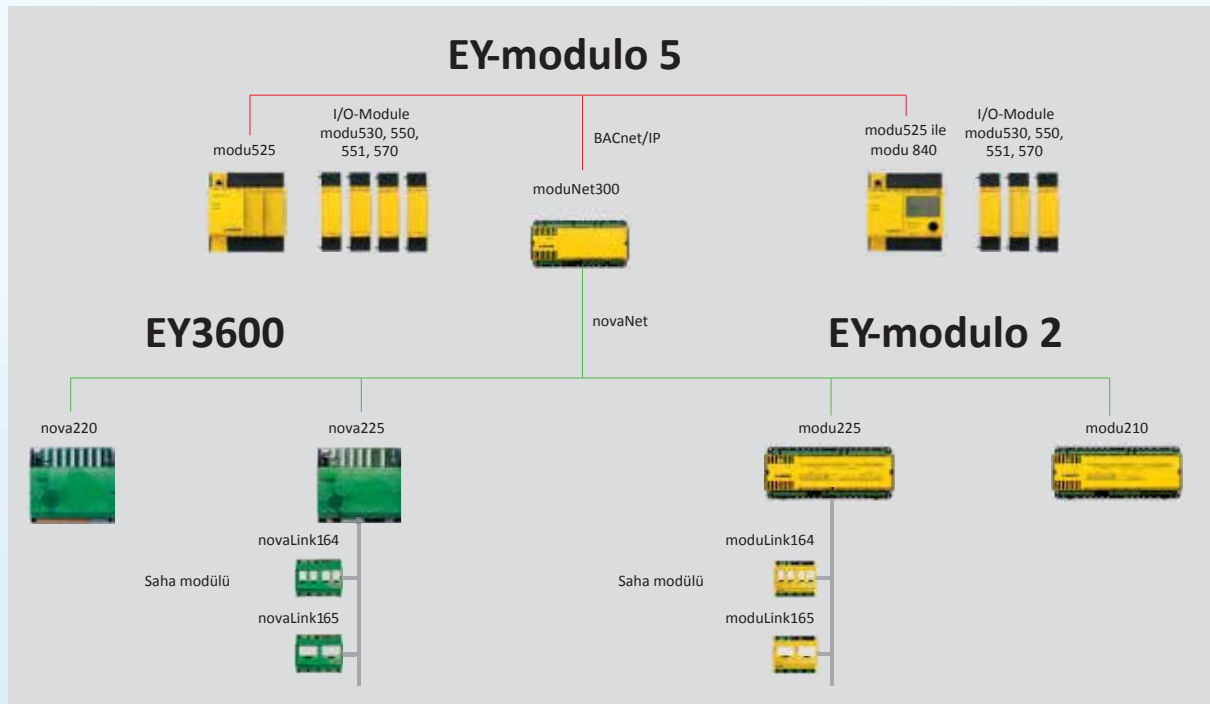 EY-modulo 5
I/O-Module
modu530, 550,
551, 570
modu525
BACnet/IP
modu525 ile
modu 840
I/O-Module
modu530, 550,
551, 570
moduNet300
EY3600
novaNet
EY-modulo 2
nova220
nova225
modu225
modu210
novaLink164
Saha modülü
novaLink165
moduLink164
Saha modülü
moduLink165